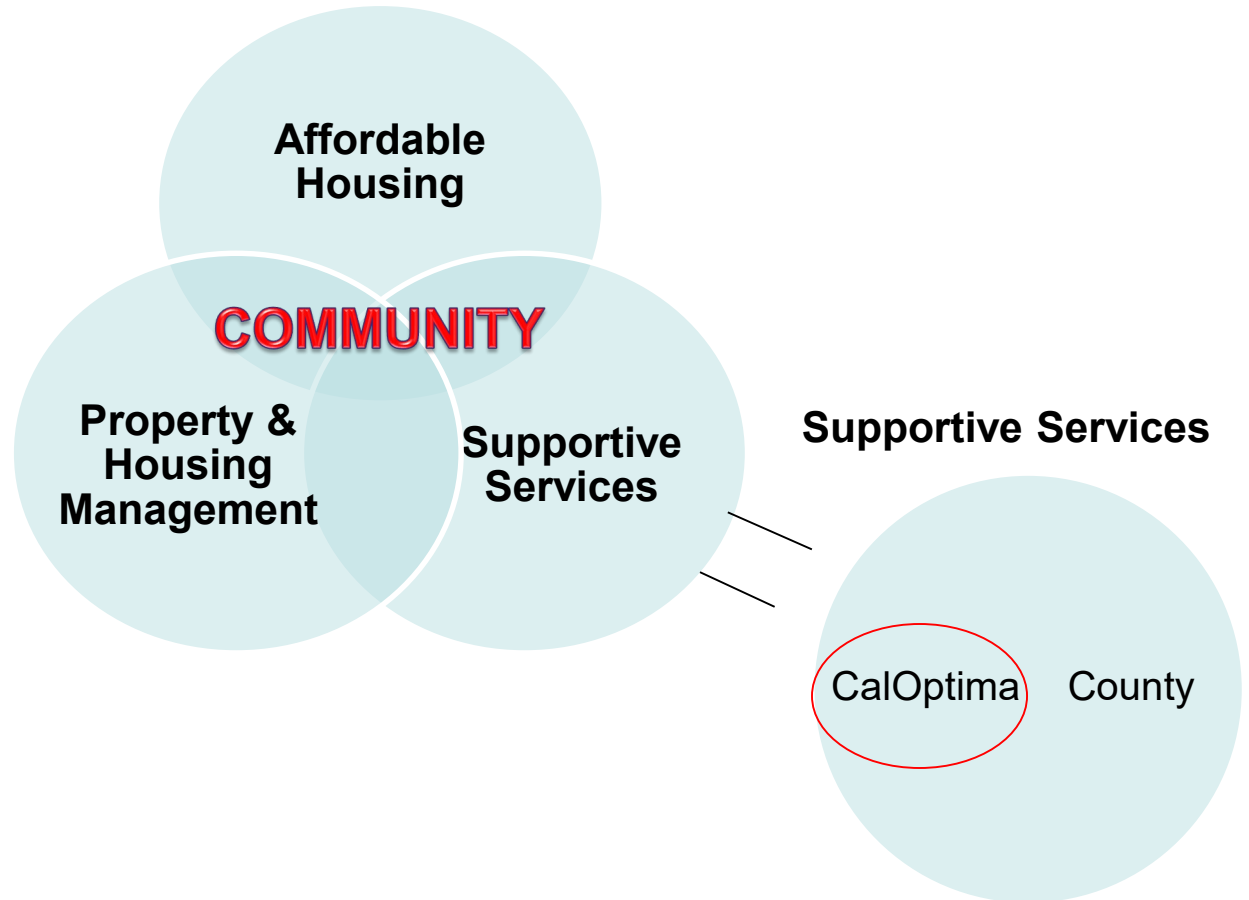 Affordable
Housing
COMMUNITY
Property &
Housing
Management
Supportive
Services
Supportive Services
CalOptima
County